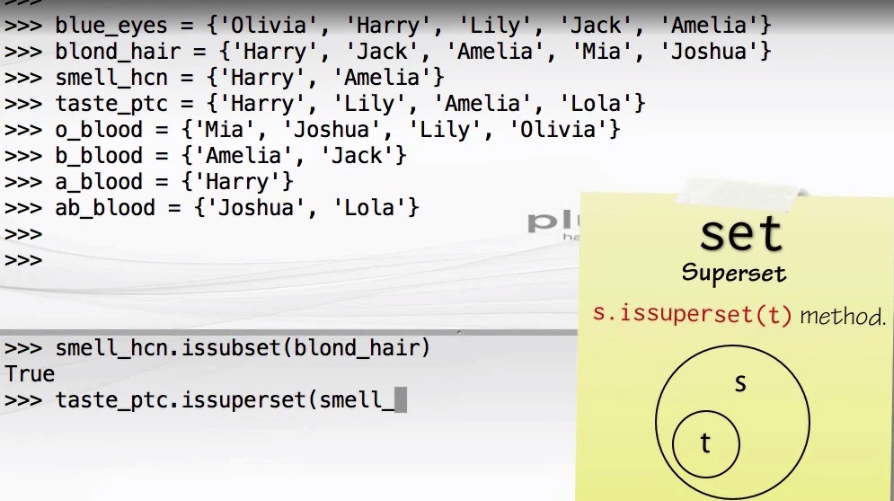 >>> blue_eyes = {'Olivia', 'Harry', 'Lily', 'Jack', 'Amelia'}
>>> blond_hair = {'Harry', 'Jack', 'Amelia', 'Mia', 'Joshua'}
>>> smell_hcn = {'Harry', 'Amelia'}
>>> taste_ptc = {'Harry', 'Lily', 'Amelia', 'Lola'}
>>> o_blood = {'Mia', 'Joshua', 'Lily', 'Olivia'}
>>> b_blood = {'Amelia', 'Jack'}
>>> a_blood = {'Harry'}
>>> ab_blood = {'Joshua', 'Lola'}
>>>
>>>
>>> smell_hcn.issubset(blond_hair)
True
>>> taste_ptc.issuperset(smell_
set
Superset
s.issuperset(t) method.
s
t